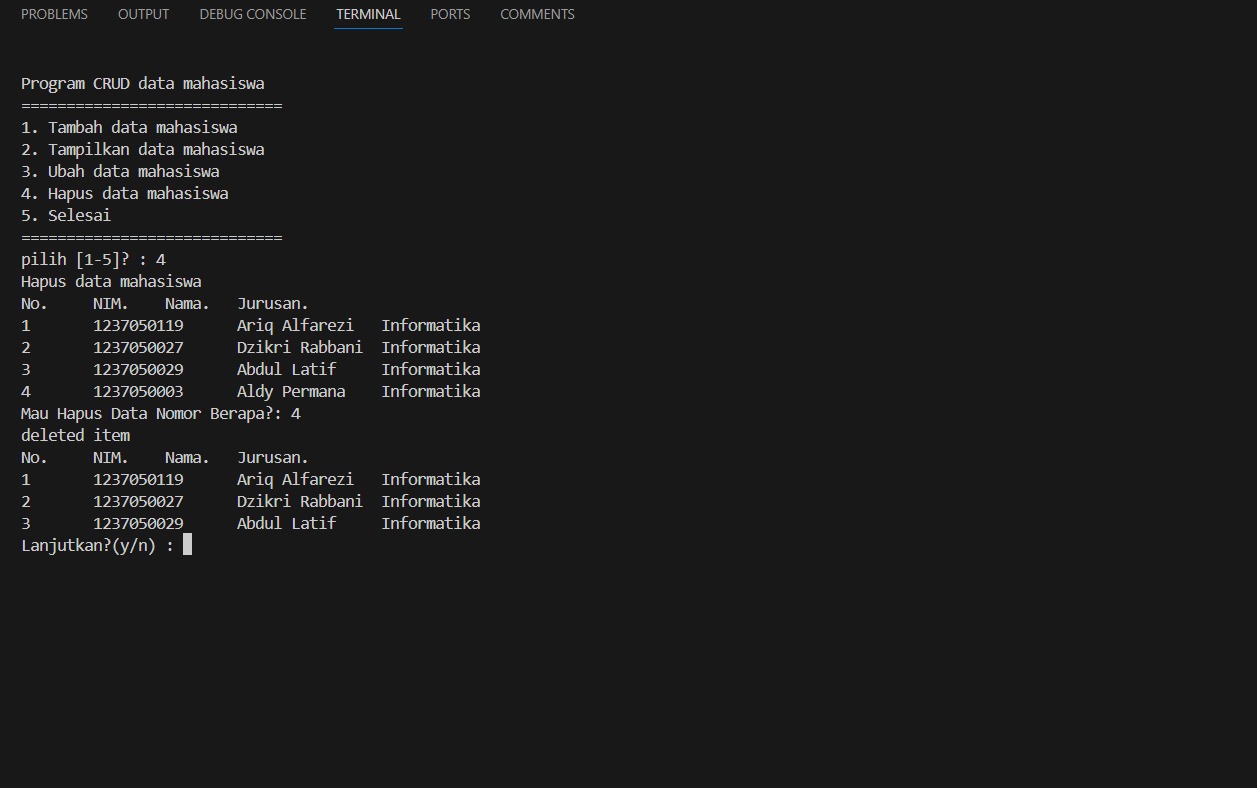 PROBLEMS OUTPUT DEBUG CONSOLE TERMINAL PORTS COMMENTS
Program CRUD data mahasiswa
=============================
1. Tambah data mahasiswa
2. Tampilkan data mahasiswa
3. Ubah data mahasiswa
4. Hapus data mahasiswa
5. Selesai
=============================
pilih [1-5]? : 4
Hapus data mahasiswa
No. NIM. Nama. Jurusan.
1 1237050119 Ariq Alfarezi Informatika
2 1237050027 Dzikri Rabbani Informatika
3 1237050029 Abdul Latif Informatika
4 1237050003 Aldy Permana Informatika
Mau Hapus Data Nomor Berapa?: 4
deleted item
No. NIM. Nama. Jurusan.
1 1237050119 Ariq Alfarezi Informatika
2 1237050027 Dzikri Rabbani Informatika
3 1237050029 Abdul Latif Informatika
Lanjutkan?(y/n) :